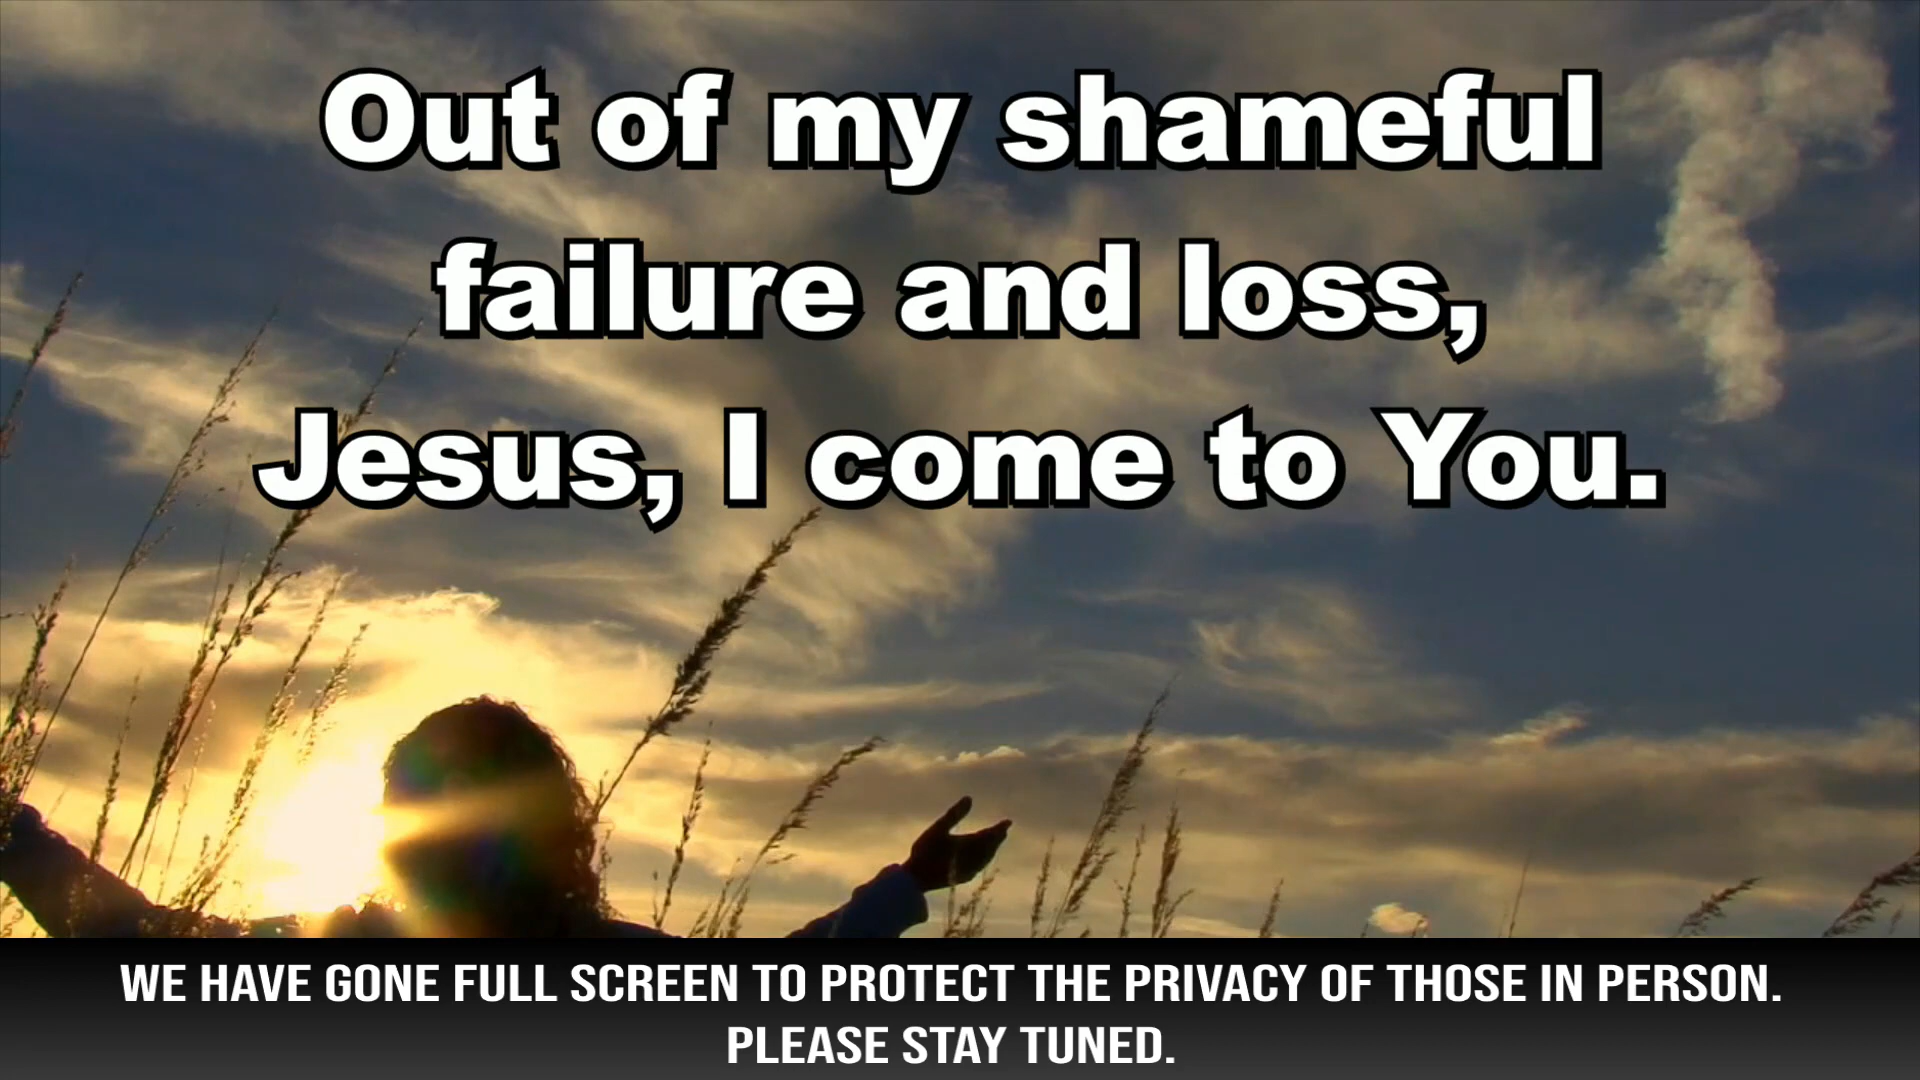 Out of my shameful
failure and loss,
Jesus, I come to You.
WE HAVE GONE FULL SCREEN TO PROTECT THE PRIVACY OF THOSE IN PERSON.
PLEASE STAY TUNED.